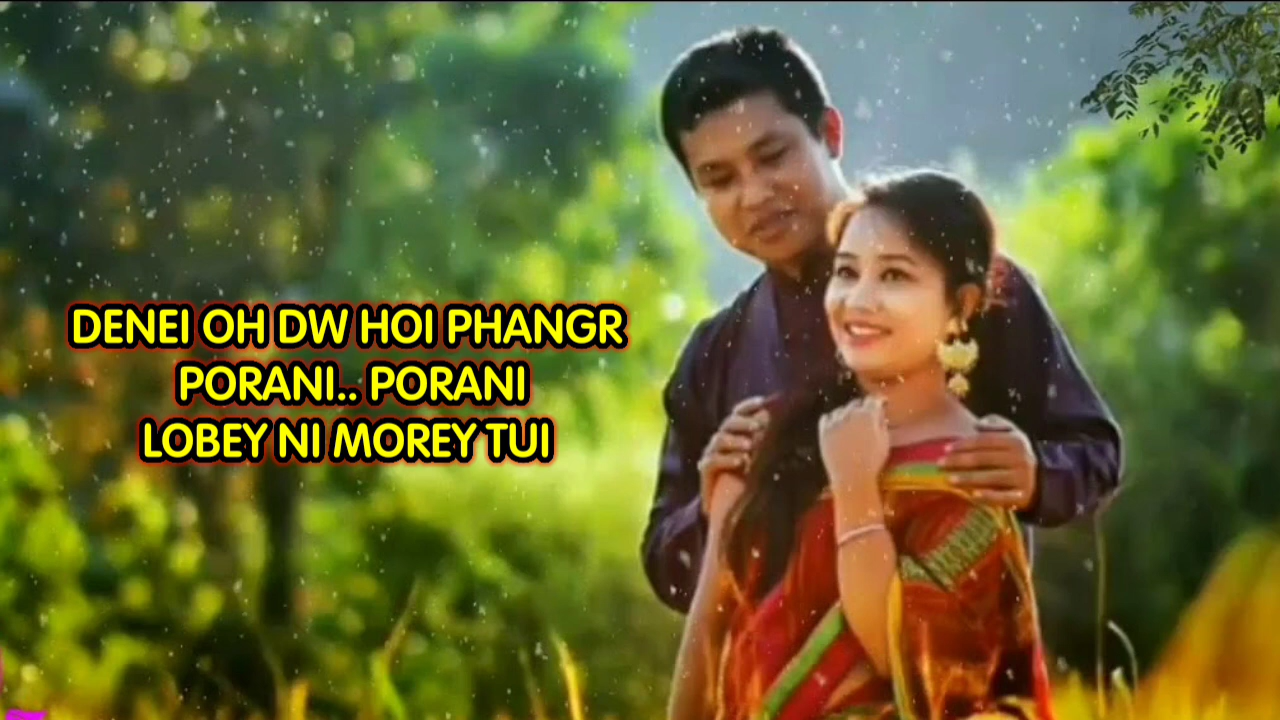 DENEI OH DW HOI PHANGR
PORANI.. PORANI
LOBEY NI MOREY TUI